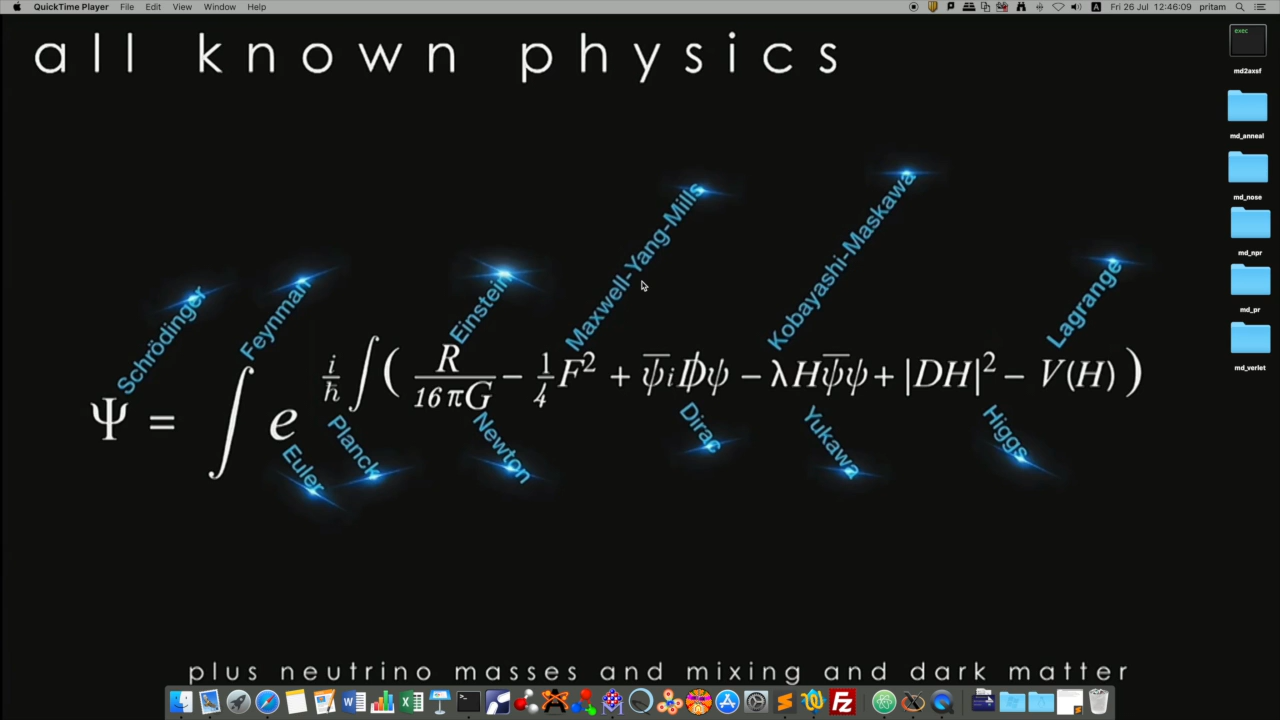 QuickTime Player File Edit View Window Help A Fri 26 Jul 12:46:09 pritam
all known physics
exec
md2axsf
md_anneal
md_nose
md_npr
md_pr
md_verlet
Schrödinger
Feynman
Einstein
Maxwell-Yang-Mills
Kobayashi-Maskawa
Lagrange
Ψ = ∫ e i/ħ ∫( R/16πG − 1/4 F² + ψ̅iD̸ψ − λHψ̅ψ + |DH|² − V(H) )
Euler
Planck
Newton
Dirac
Yukawa
Higgs
plus neutrino masses and mixing and dark matter